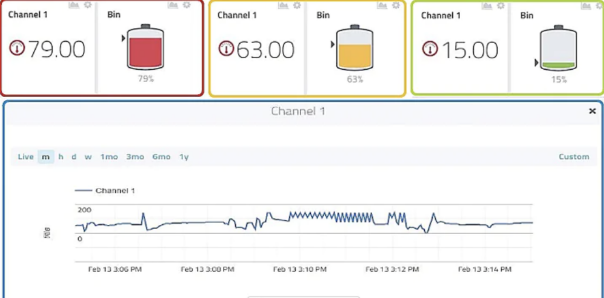 Channel 1
Bin
79.00
79%
Channel 1
Bin
63.00
63%
Channel 1
Bin
15.00
15%
Channel 1
×
Live m h d w 1mo 3mo 6mo 1y
Custom
Channel 1
200
0
Feb 13 3:06 PM Feb 13 3:08 PM Feb 13 3:10 PM Feb 13 3:12 PM Feb 13 3:14 PM